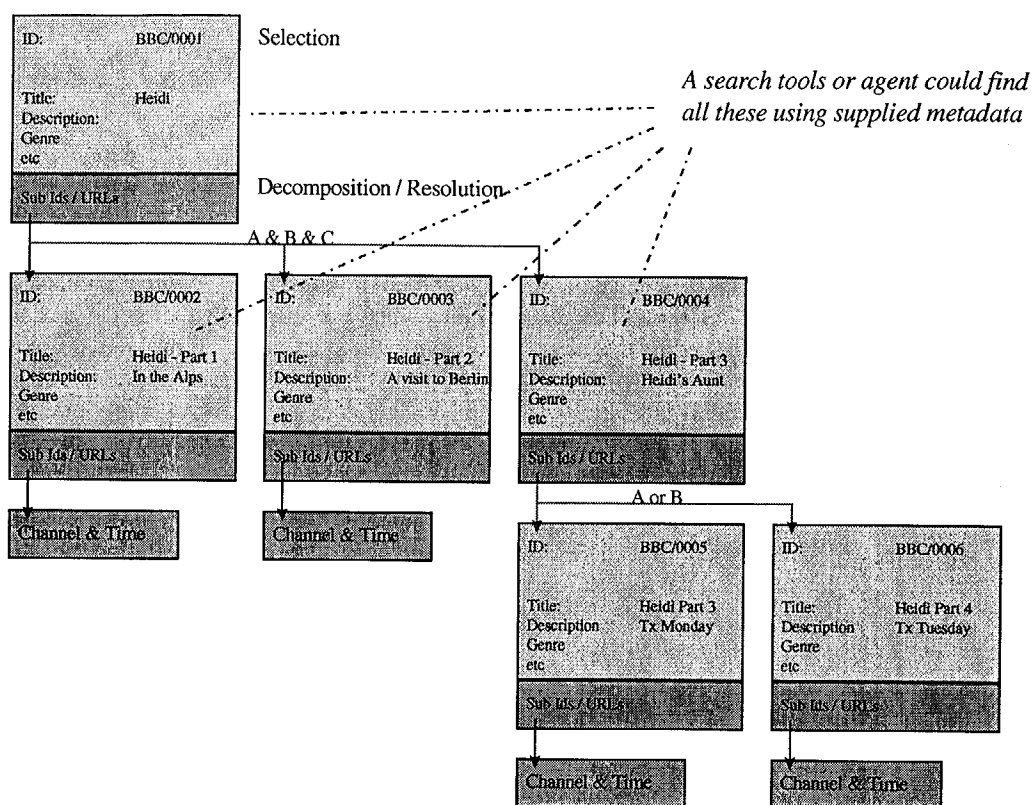 ID: BBC/0001
Selection
Title: Heidi
Description:
Genre
etc
Sub Ids / URLs
A search tools or agent could find
all these using supplied metadata
Decomposition / Resolution
A & B & C
ID: BBC/0002
Title: Heidi - Part 1
Description: In the Alps
Genre
etc
Sub Ids / URLs
Channel & Time
ID: BBC/0003
Title: Heidi - Part 2
Description: A visit to Berlin
Genre
etc
Sub Ids / URLs
Channel & Time
ID: BBC/0004
Title: Heidi - Part 3
Description: Heidi's Aunt
Genre
etc
Sub Ids / URLs
A or B
ID: BBC/0005
Title: Heidi Part 3
Description Tx Monday
Genre
etc
Sub Ids / URLs
Channel & Time
ID: BBC/0006
Title: Heidi Part 4
Description Tx Tuesday
Genre
etc
Sub Ids / URLs
Channel & Time